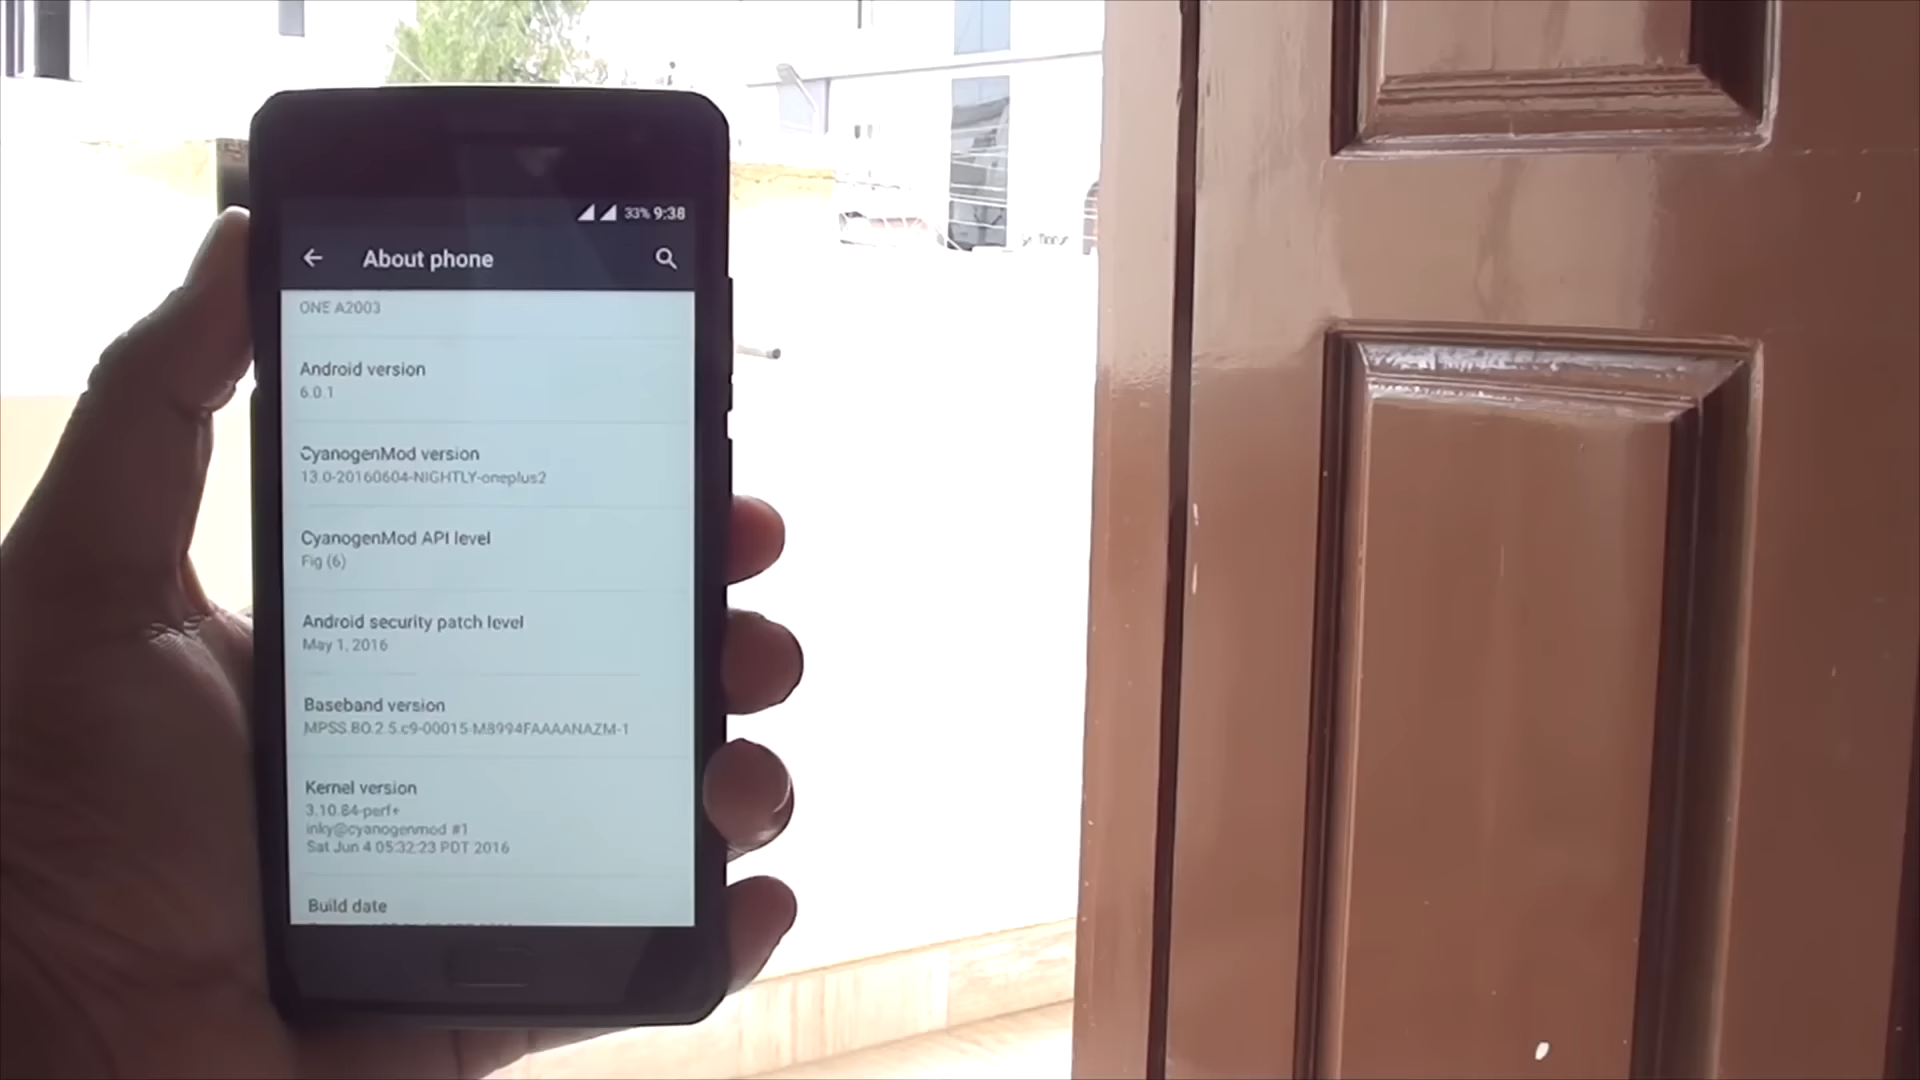 33% 9:38
About phone
ONE A2003
Android version
6.0.1
CyanogenMod version
13.0-20160604-NIGHTLY-oneplus2
CyanogenMod API level
Fig (6)
Android security patch level
May 1, 2016
Baseband version
MPSS.BO.2.5.c9-00015-M8994FAAAANAZM-1
Kernel version
3.10.84-perf+
inky@cyanogenmod #1
Sat Jun 4 05:32:23 PDT 2016
Build date